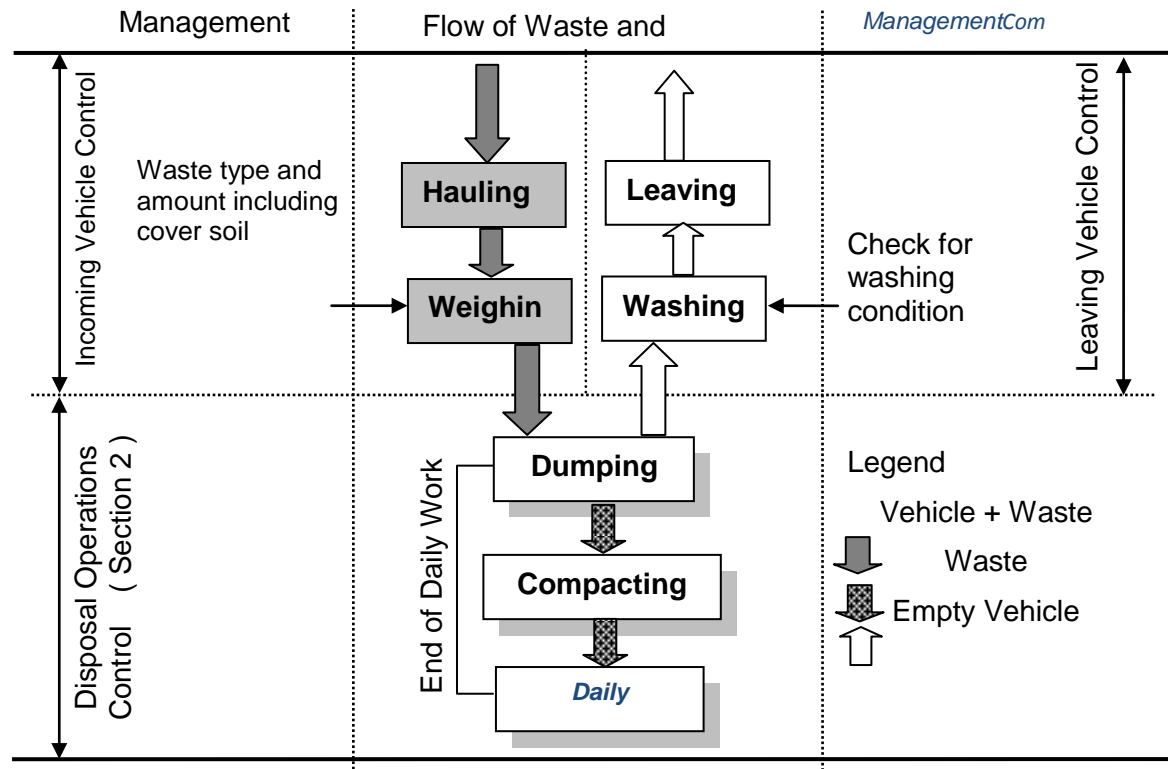 Management
Flow of Waste and
ManagementCom
Incoming Vehicle Control
Waste type and
amount including
cover soil
Hauling
Weighin
Leaving
Washing
Check for
washing
condition
Leaving Vehicle Control
Disposal Operations
Control ( Section 2 )
End of Daily Work
Dumping
Compacting
Daily
Legend
Vehicle + Waste
Waste
Empty Vehicle